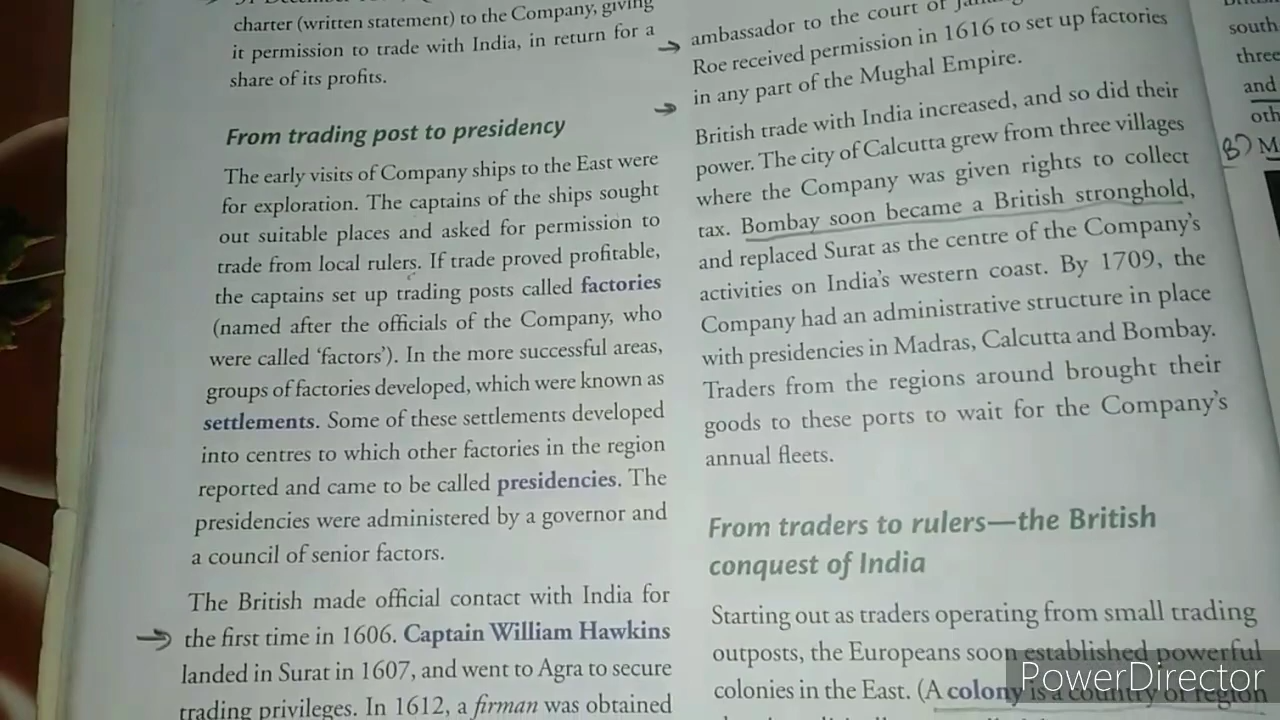 charter (written statement) to the Company, giving
it permission to trade with India, in return for a
share of its profits.
From trading post to presidency
The early visits of Company ships to the East were
for exploration. The captains of the ships sought
out suitable places and asked for permission to
trade from local rulers. If trade proved profitable,
the captains set up trading posts called factories
(named after the officials of the Company, who
were called 'factors'). In the more successful areas,
groups of factories developed, which were known as
settlements. Some of these settlements developed
into centres to which other factories in the region
reported and came to be called presidencies. The
presidencies were administered by a governor and
a council of senior factors.
The British made official contact with India for
the first time in 1606. Captain William Hawkins
landed in Surat in 1607, and went to Agra to secure
trading privileges. In 1612, a firman was obtained
ambassador to the court of
Roe received permission in 1616 to set up factories
in any part of the Mughal Empire.
British trade with India increased, and so did their
power. The city of Calcutta grew from three villages
where the Company was given rights to collect
tax. Bombay soon became a British stronghold,
and replaced Surat as the centre of the Company's
activities on India's western coast. By 1709, the
Company had an administrative structure in place
with presidencies in Madras, Calcutta and Bombay.
Traders from the regions around brought their
goods to these ports to wait for the Company's
annual fleets.
From traders to rulers—the British
conquest of India
Starting out as traders operating from small trading
outposts, the Europeans soon established powerful
colonies in the East. (A colony is a country or region
south
three
and
oth
8) M
PowerDirector